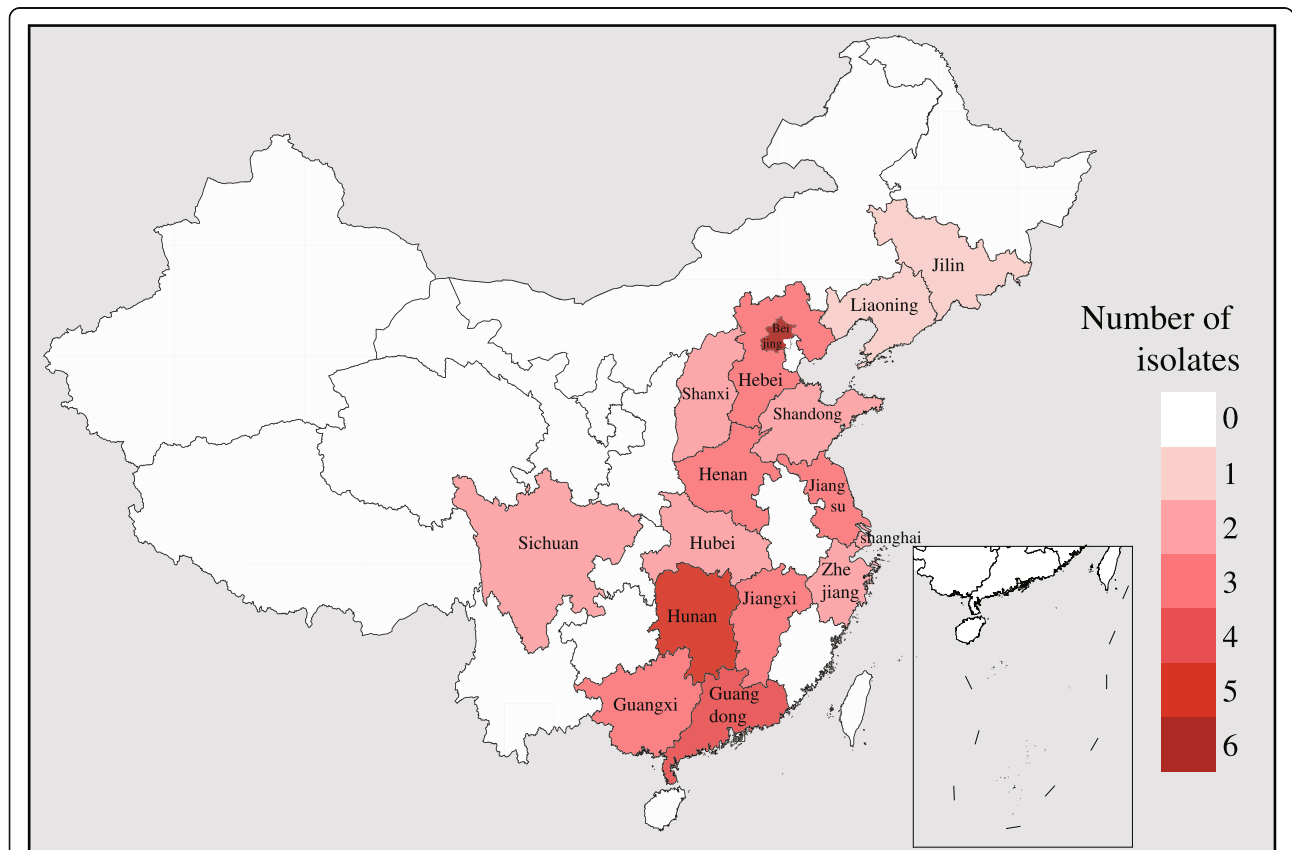 Jilin
Liaoning
Number of
isolates
Bei
jing
Hebei
Shanxi
Shandong
0
1
Henan
Jiang
su
2
shanghai
Sichuan
Hubei
Zhe
jiang
3
Jiangxi
Hunan
4
Guang
dong
Guangxi
5
6